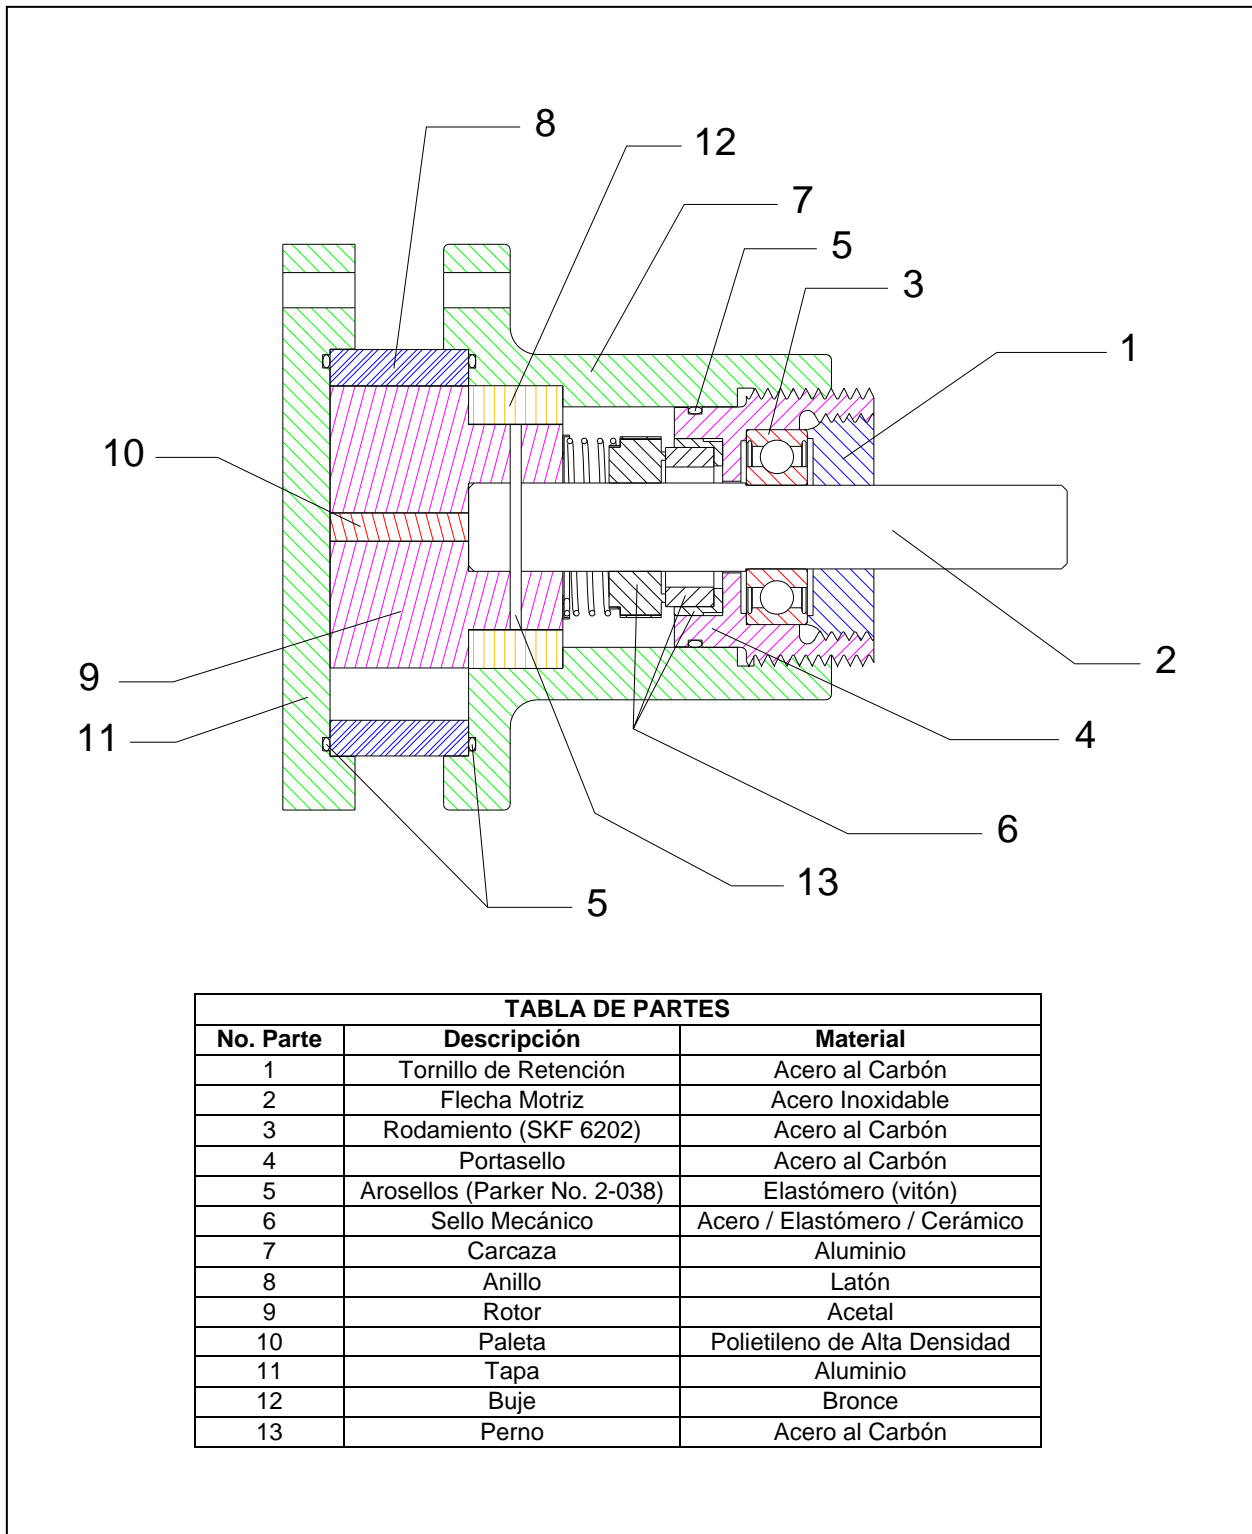 8
12
7
5
3
1
10
9
11
2
4
6
13
5
TABLA DE PARTES
No. Parte Descripción Material
1 Tornillo de Retención Acero al Carbón
2 Flecha Motriz Acero Inoxidable
3 Rodamiento (SKF 6202) Acero al Carbón
4 Portasello Acero al Carbón
5 Arosellos (Parker No. 2-038) Elastómero (vitón)
6 Sello Mecánico Acero / Elastómero / Cerámico
7 Carcaza Aluminio
8 Anillo Latón
9 Rotor Acetal
10 Paleta Polietileno de Alta Densidad
11 Tapa Aluminio
12 Buje Bronce
13 Perno Acero al Carbón